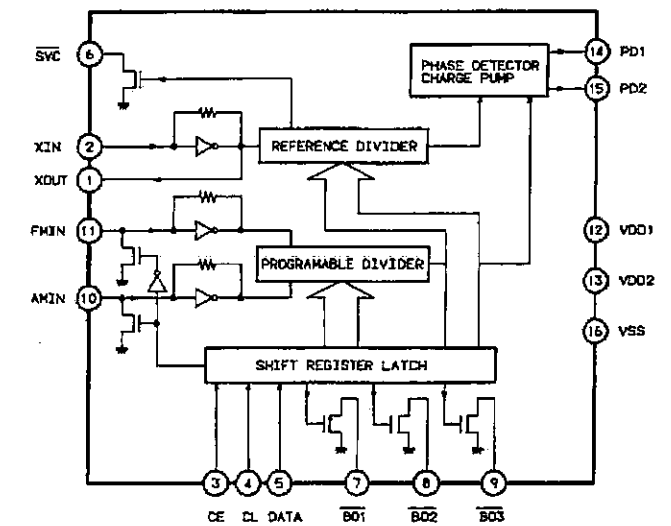 SVC
6
14
PD1
PHASE DETECTOR
CHARGE PUMP
15
PD2
XIN
2
REFERENCE DIVIDER
XOUT
1
FMIN
11
12
VDD1
PROGRAMABLE DIVIDER
13
VDD2
AMIN
10
16
VSS
SHIFT REGISTER LATCH
3
4
5
7
8
9
CE
CL
DATA
BO1
BO2
BO3